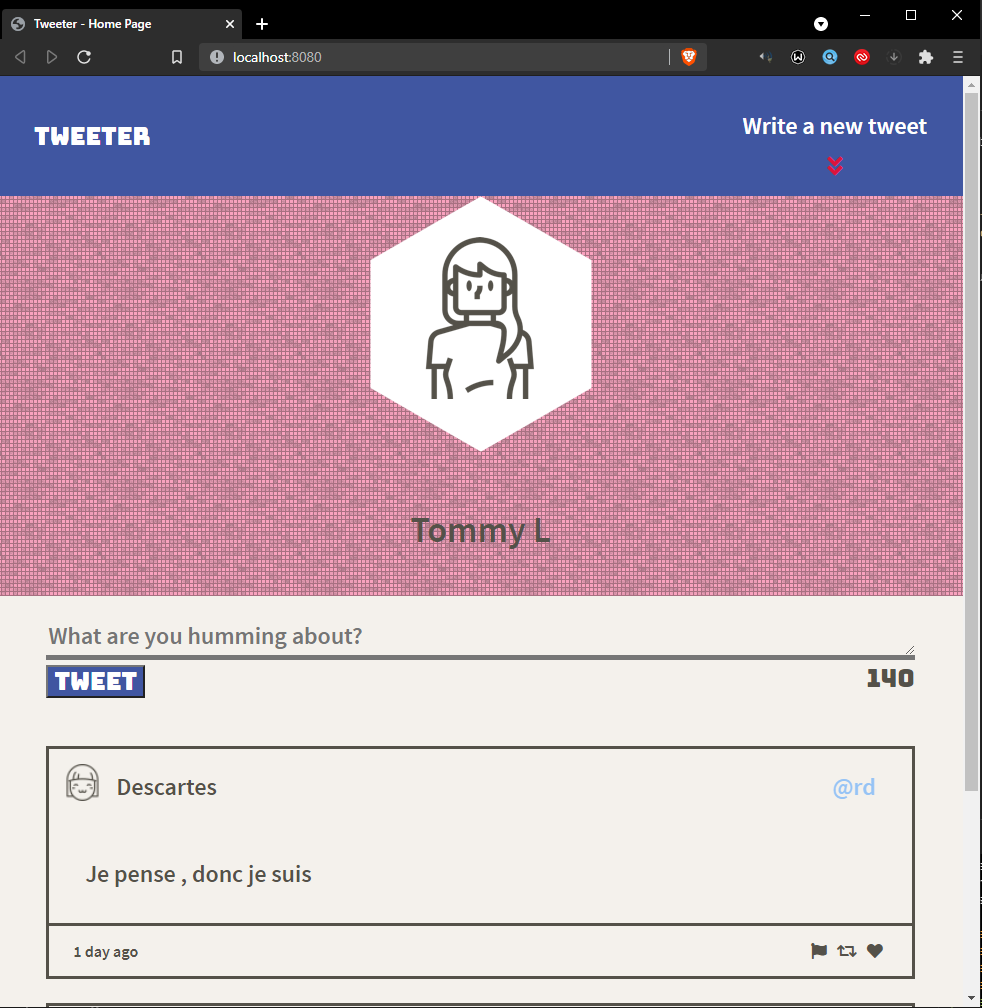 Tweeter - Home Page
localhost:8080
TWEETER
Write a new tweet
Tommy L
What are you humming about?
TWEET
140
Descartes
@rd
Je pense , donc je suis
1 day ago